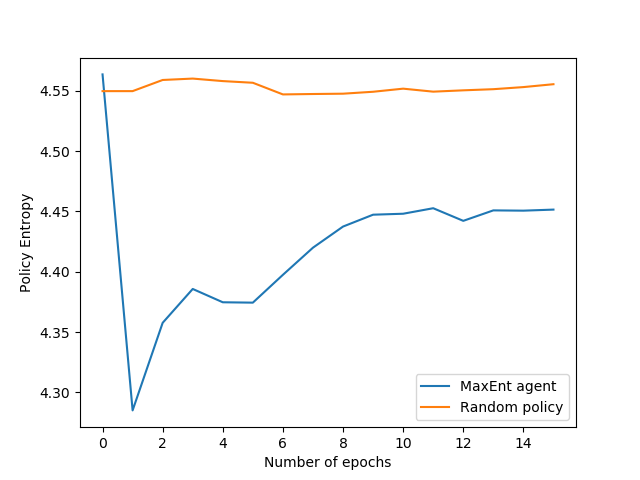 4.55
4.50
4.45
4.40
4.35
4.30
Policy Entropy
0 2 4 6 8 10 12 14
Number of epochs
MaxEnt agent
Random policy